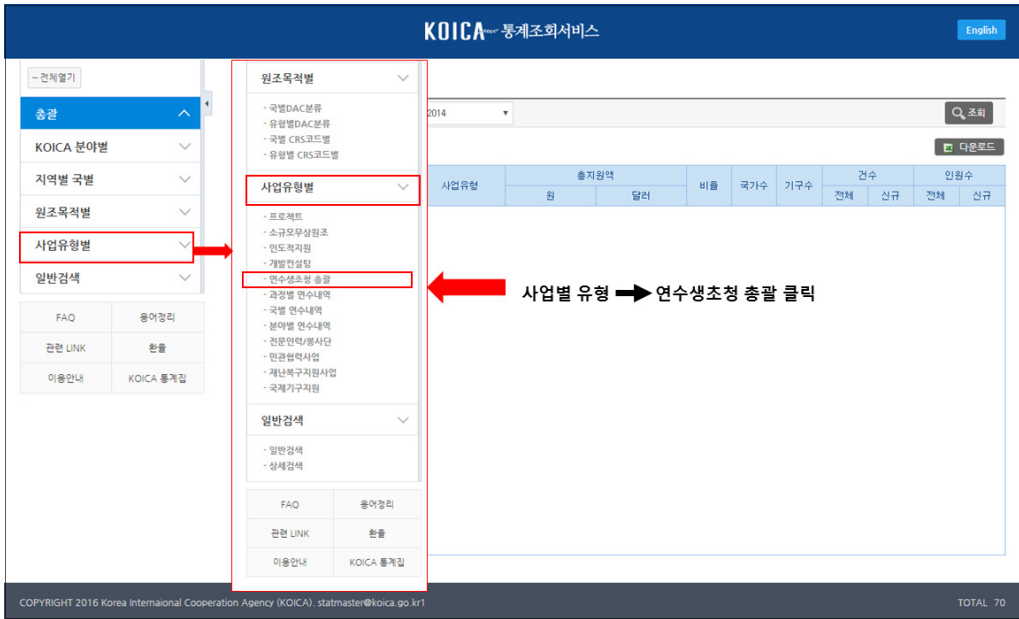 KOICA 통계조회서비스
English
전체열기
총괄
KOICA 분야별
지역별 국별
원조목적별
사업유형별
일반검색
FAQ 용어정리
관련 LINK 환율
이용안내 KOICA 통계집
원조목적별
- 국별DAC분류
- 유형별DAC분류
- 국별 CRS코드별
- 유형별 CRS코드별
사업유형별
- 프로젝트
- 소규모무상원조
- 인도적지원
- 개발컨설팅
- 연수생초청 총괄
- 과정별 연수내역
- 국별 연수내역
- 분야별 연수내역
- 전문인력/봉사단
- 민관협력사업
- 재난복구지원사업
- 국제기구지원
일반검색
- 일반검색
- 상세검색
FAQ 용어정리
관련 LINK 환율
이용안내 KOICA 통계집
2014
조회
다운로드
사업유형 총지원액 비율 국가수 기구수 건수 인원수
원 달러 전체 신규 전체 신규
사업별 유형 연수생초청 총괄 클릭
COPYRIGHT 2016 Korea Internaional Cooperation Agency (KOICA). statmaster@koica.go.kr1
TOTAL 70